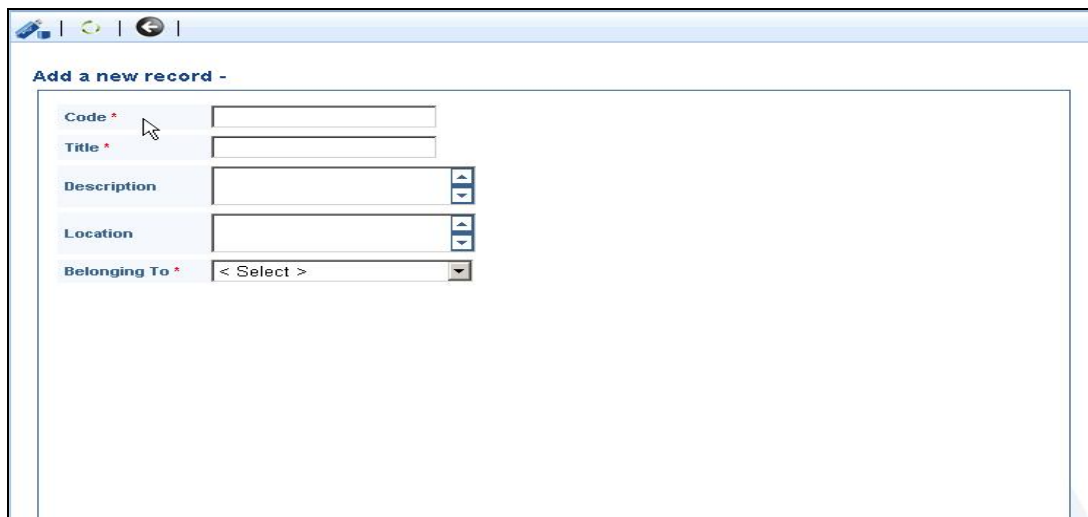 Add a new record -
Code *
Title *
Description
Location
Belonging To * < Select >